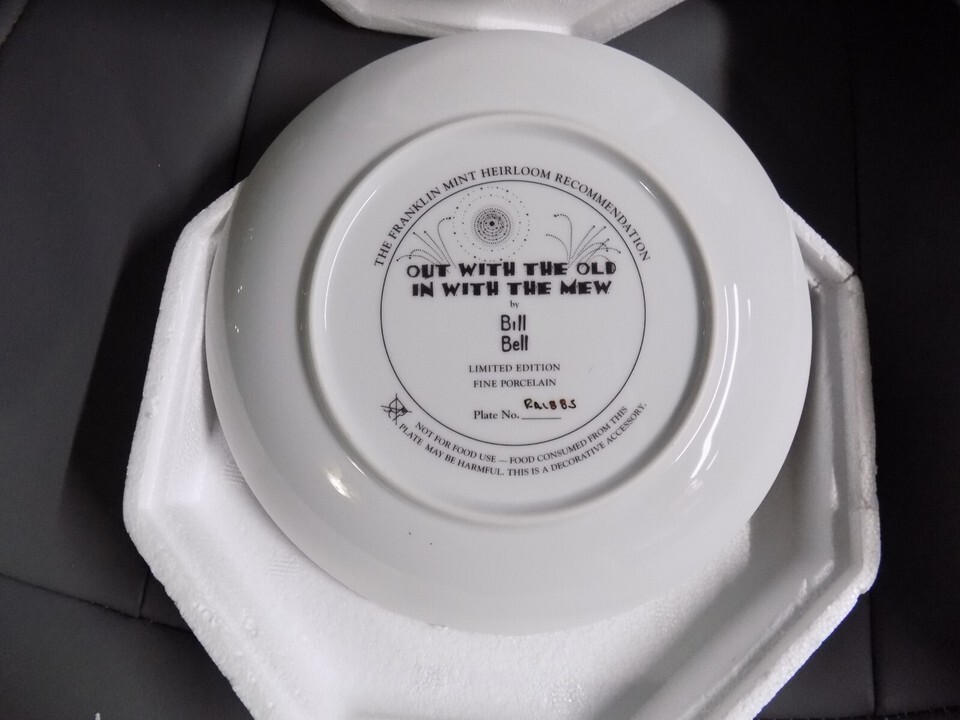 THE FRANKLIN MINT HEIRLOOM RECOMMENDATION
OUT WITH THE OLD
IN WITH THE MEW
by
Bill
Bell
LIMITED EDITION
FINE PORCELAIN
Plate No. RA1885
NOT FOR FOOD USE — FOOD CONSUMED FROM THIS
PLATE MAY BE HARMFUL. THIS IS A DECORATIVE ACCESSORY.